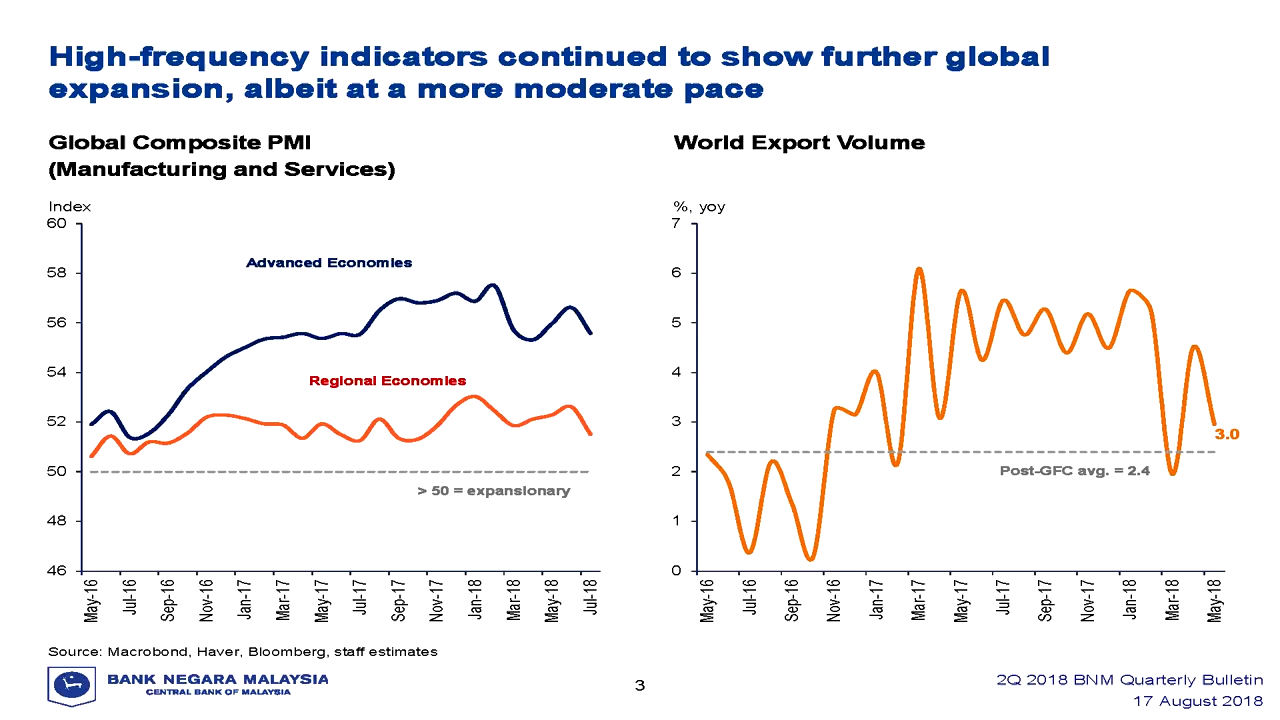 High-frequency indicators continued to show further global
expansion, albeit at a more moderate pace
Global Composite PMI
(Manufacturing and Services)
Index
60
58
56
54
52
50
48
46
Advanced Economies
Regional Economies
> 50 = expansionary
May-16
Jul-16
Sep-16
Nov-16
Jan-17
Mar-17
May-17
Jul-17
Sep-17
Nov-17
Jan-18
Mar-18
May-18
Jul-18
World Export Volume
%, yoy
7
6
5
4
3
2
1
0
3.0
Post-GFC avg. = 2.4
May-16
Jul-16
Sep-16
Nov-16
Jan-17
Mar-17
May-17
Jul-17
Sep-17
Nov-17
Jan-18
Mar-18
May-18
Source: Macrobond, Haver, Bloomberg, staff estimates
BANK NEGARA MALAYSIA
CENTRAL BANK OF MALAYSIA
3
2Q 2018 BNM Quarterly Bulletin
17 August 2018